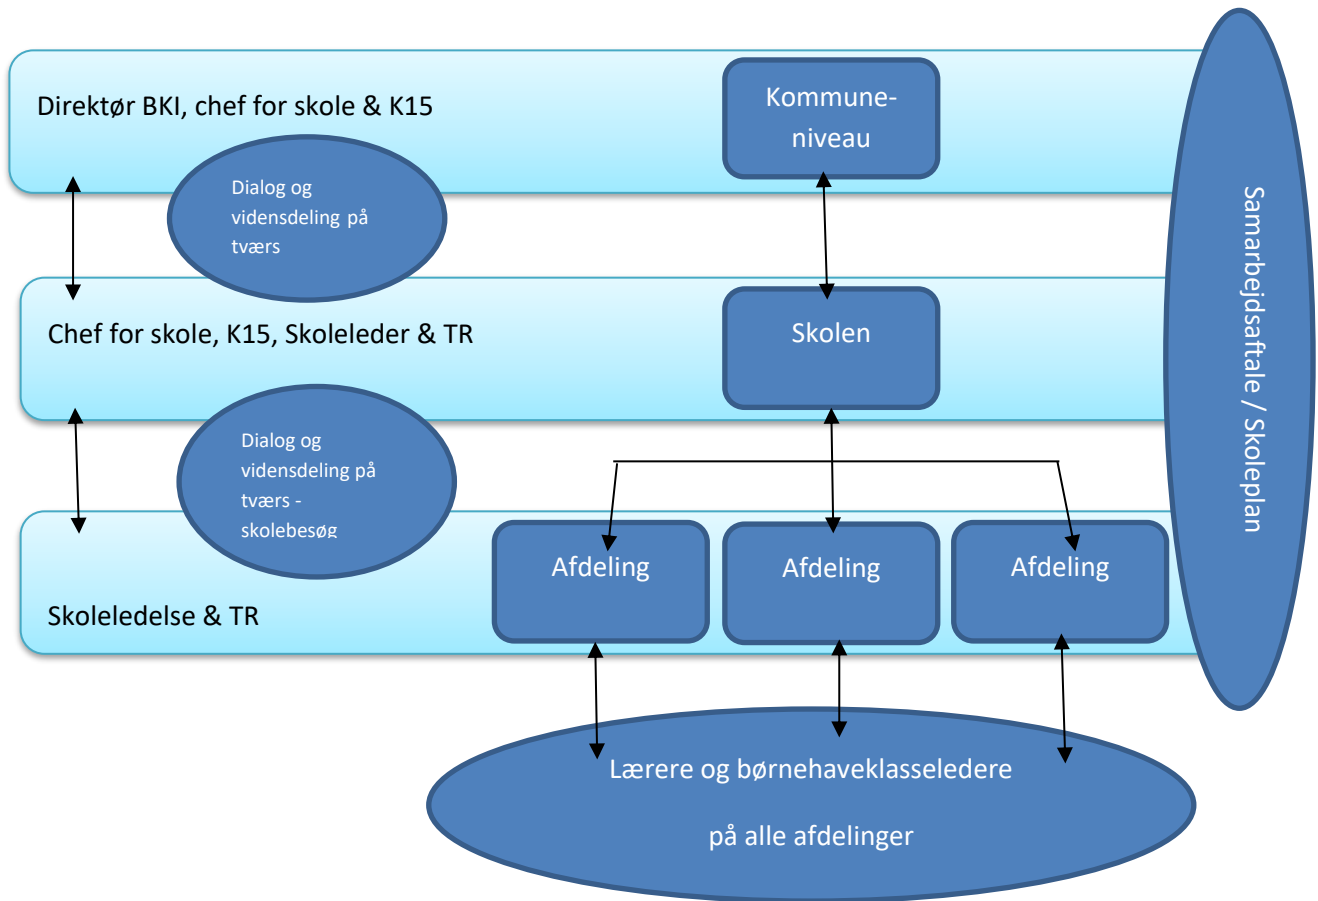 Direktør BKI, chef for skole & K15
Kommune-
niveau
Dialog og
vidensdeling på
tværs
Chef for skole, K15, Skoleleder & TR
Skolen
Dialog og
vidensdeling på
tværs -
skolebesøg
Skoleledelse & TR
Afdeling
Afdeling
Afdeling
Lærere og børnehaveklasseledere
på alle afdelinger
Samarbejdsaftale / Skoleplan